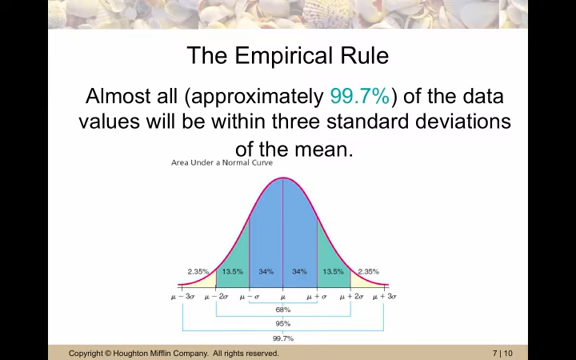 The Empirical Rule
Almost all (approximately 99.7%) of the data
values will be within three standard deviations
of the mean.
Area Under a Normal Curve
2.35% 13.5% 34% 34% 13.5% 2.35%
μ − 3σ μ − 2σ μ − σ μ μ + σ μ + 2σ μ + 3σ
68%
95%
99.7%
Copyright © Houghton Mifflin Company. All rights reserved. 7 | 10